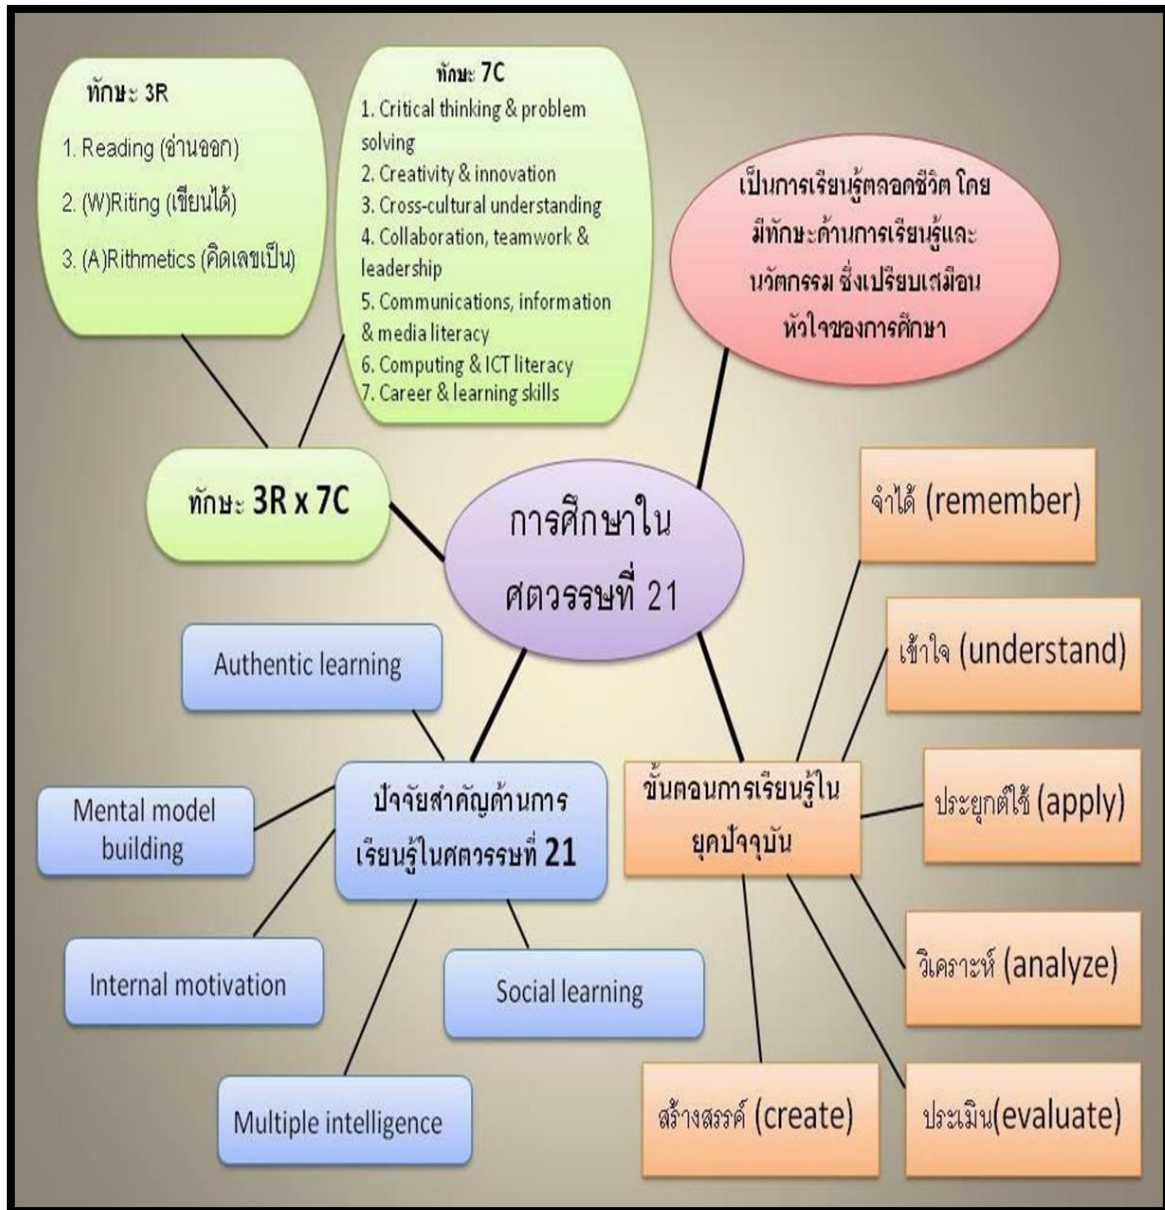 ทักษะ 3R
1. Reading (อ่านออก)
2. (W)Riting (เขียนได้)
3. (A)Rithmetics (คิดเลขเป็น)
ทักษะ 7C
1. Critical thinking & problem
solving
2. Creativity & innovation
3. Cross-cultural understanding
4. Collaboration, teamwork &
leadership
5. Communications, information
& media literacy
6. Computing & ICT literacy
7. Career & learning skills
เป็นการเรียนรู้ตลอดชีวิต โดย
มีทักษะด้านการเรียนรู้และ
นวัตกรรม ซึ่งเปรียบเสมือน
หัวใจของการศึกษา
ทักษะ 3R x 7C
การศึกษาใน
ศตวรรษที่ 21
จำได้ (remember)
เข้าใจ (understand)
ประยุกต์ใช้ (apply)
วิเคราะห์ (analyze)
ประเมิน(evaluate)
สร้างสรรค์ (create)
ขั้นตอนการเรียนรู้ใน
ยุคปัจจุบัน
Authentic learning
ปัจจัยสำคัญด้านการ
เรียนรู้ในศตวรรษที่ 21
Mental model
building
Internal motivation
Social learning
Multiple intelligence